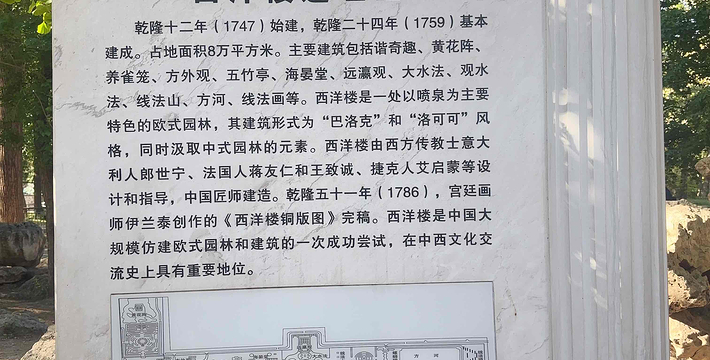 乾隆十二年（1747）始建，乾隆二十四年（1759）基本
建成。占地面积8万平方米。主要建筑包括谐奇趣、黄花阵、
养雀笼、方外观、五竹亭、海晏堂、远瀛观、大水法、观水
法、线法山、方河、线法画等。西洋楼是一处以喷泉为主要
特色的欧式园林，其建筑形式为“巴洛克”和“洛可可”风
格，同时汲取中式园林的元素。西洋楼由西方传教士意大
利人郎世宁、法国人蒋友仁和王致诚、捷克人艾启蒙等设
计和指导，中国匠师建造。乾隆五十一年（1786），宫廷画
师伊兰泰创作的《西洋楼铜版图》完稿。西洋楼是中国大
规模仿建欧式园林和建筑的一次成功尝试，在中西文化交
流史上具有重要地位。
方 河